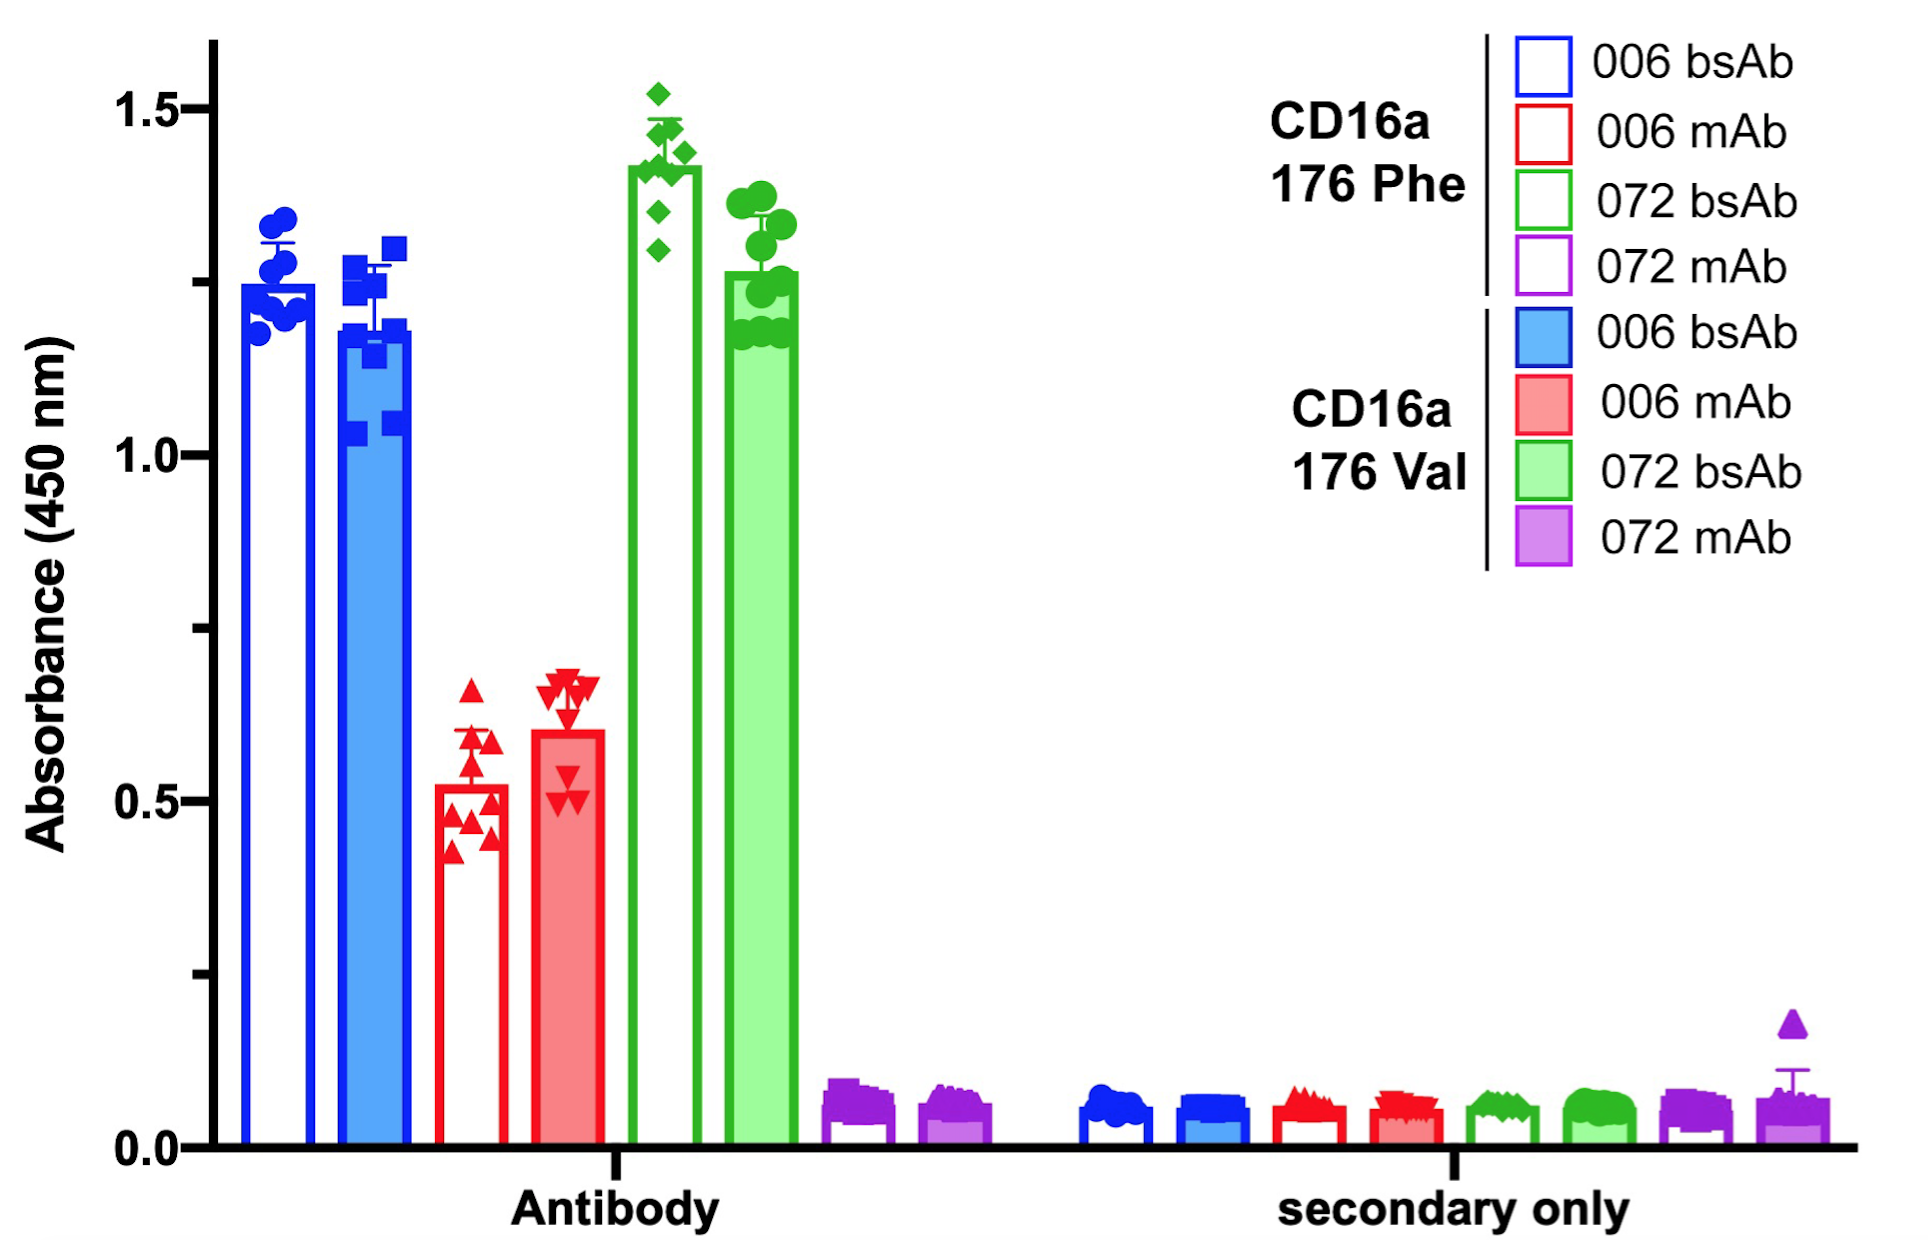 Absorbance (450 nm)
1.5
1.0
0.5
0.0
Antibody
secondary only
CD16a
176 Phe
006 bsAb
006 mAb
072 bsAb
072 mAb
CD16a
176 Val
006 bsAb
006 mAb
072 bsAb
072 mAb